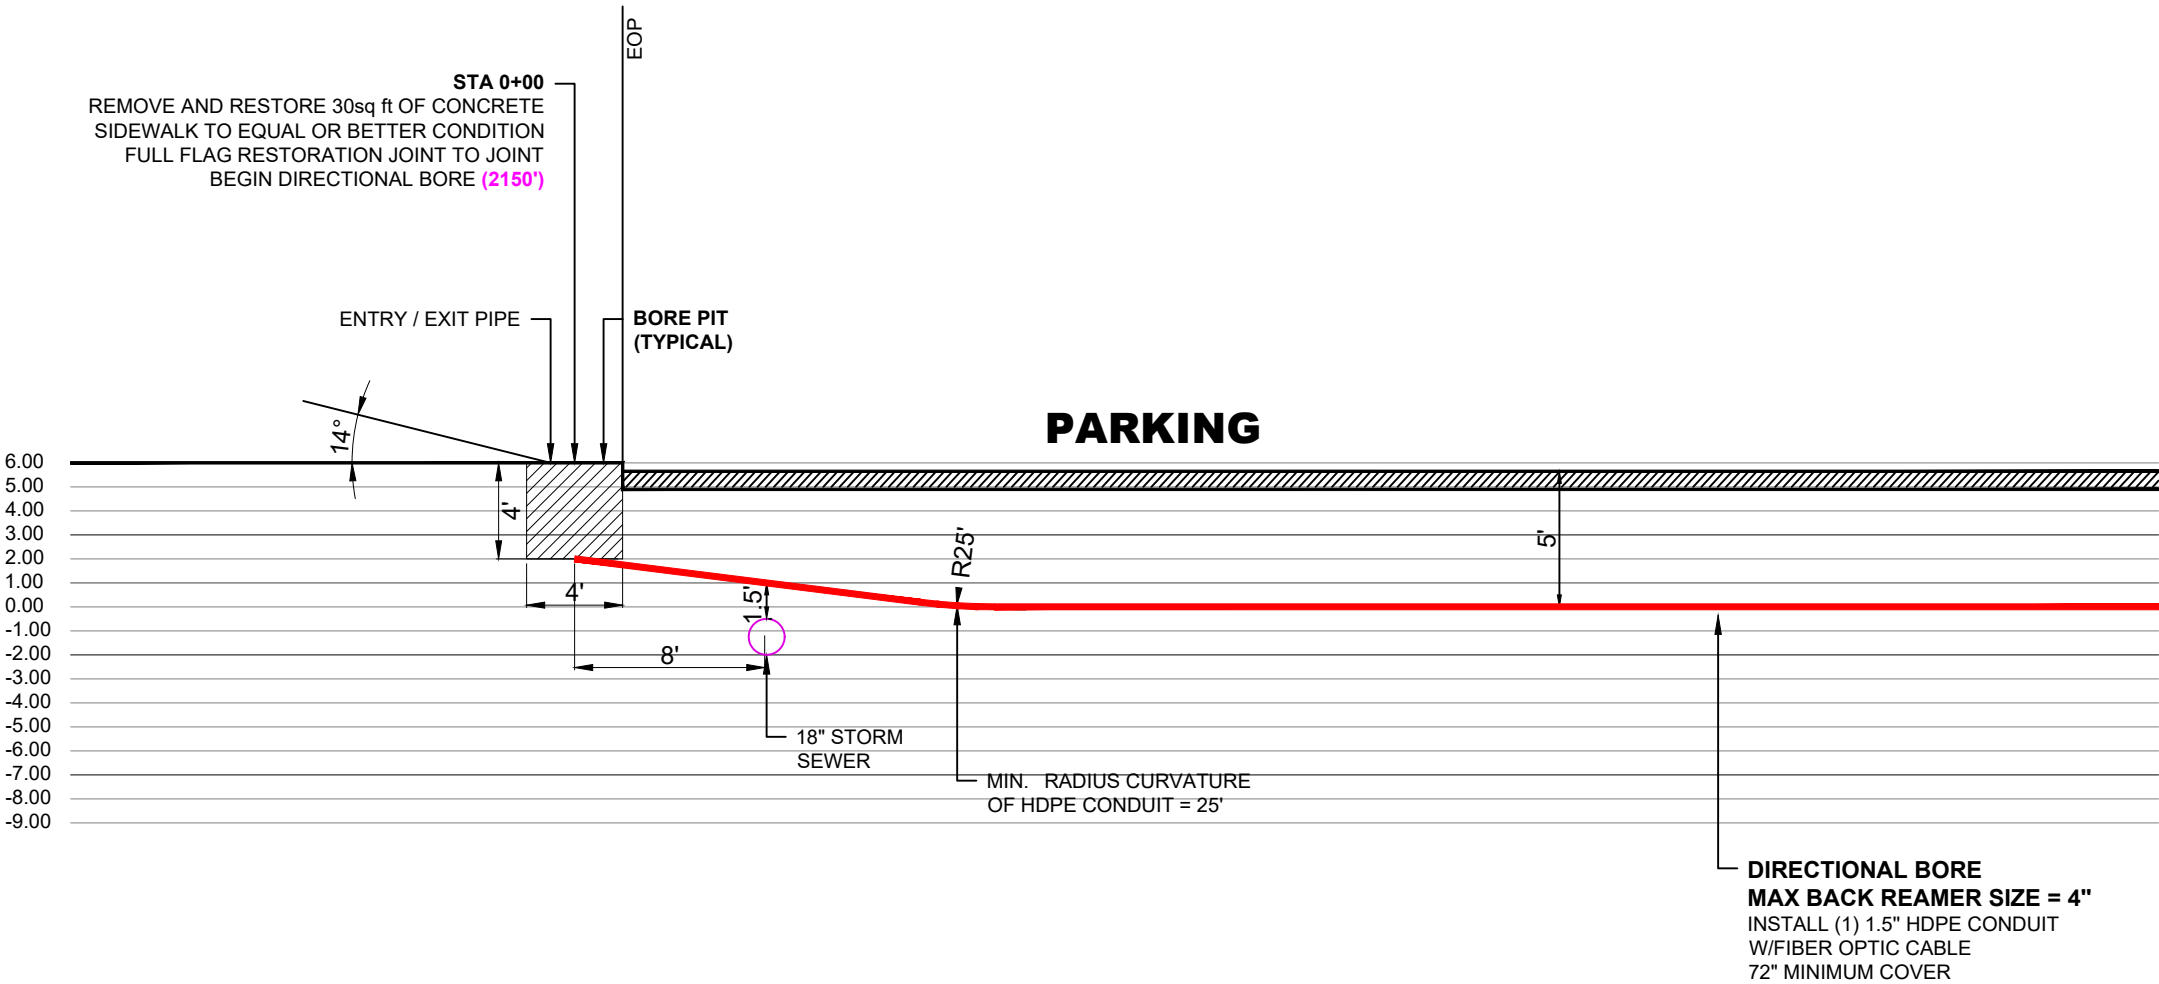 EOP
STA 0+00
REMOVE AND RESTORE 30sq ft OF CONCRETE
SIDEWALK TO EQUAL OR BETTER CONDITION
FULL FLAG RESTORATION JOINT TO JOINT
BEGIN DIRECTIONAL BORE (2150')
ENTRY / EXIT PIPE
BORE PIT
(TYPICAL)
14°
PARKING
6.00
5.00
4.00
3.00
2.00
1.00
0.00
-1.00
-2.00
-3.00
-4.00
-5.00
-6.00
-7.00
-8.00
-9.00
4'
4'
1.5'
8'
R25'
5'
18" STORM
SEWER
MIN. RADIUS CURVATURE
OF HDPE CONDUIT = 25'
DIRECTIONAL BORE
MAX BACK REAMER SIZE = 4"
INSTALL (1) 1.5" HDPE CONDUIT
W/FIBER OPTIC CABLE
72" MINIMUM COVER